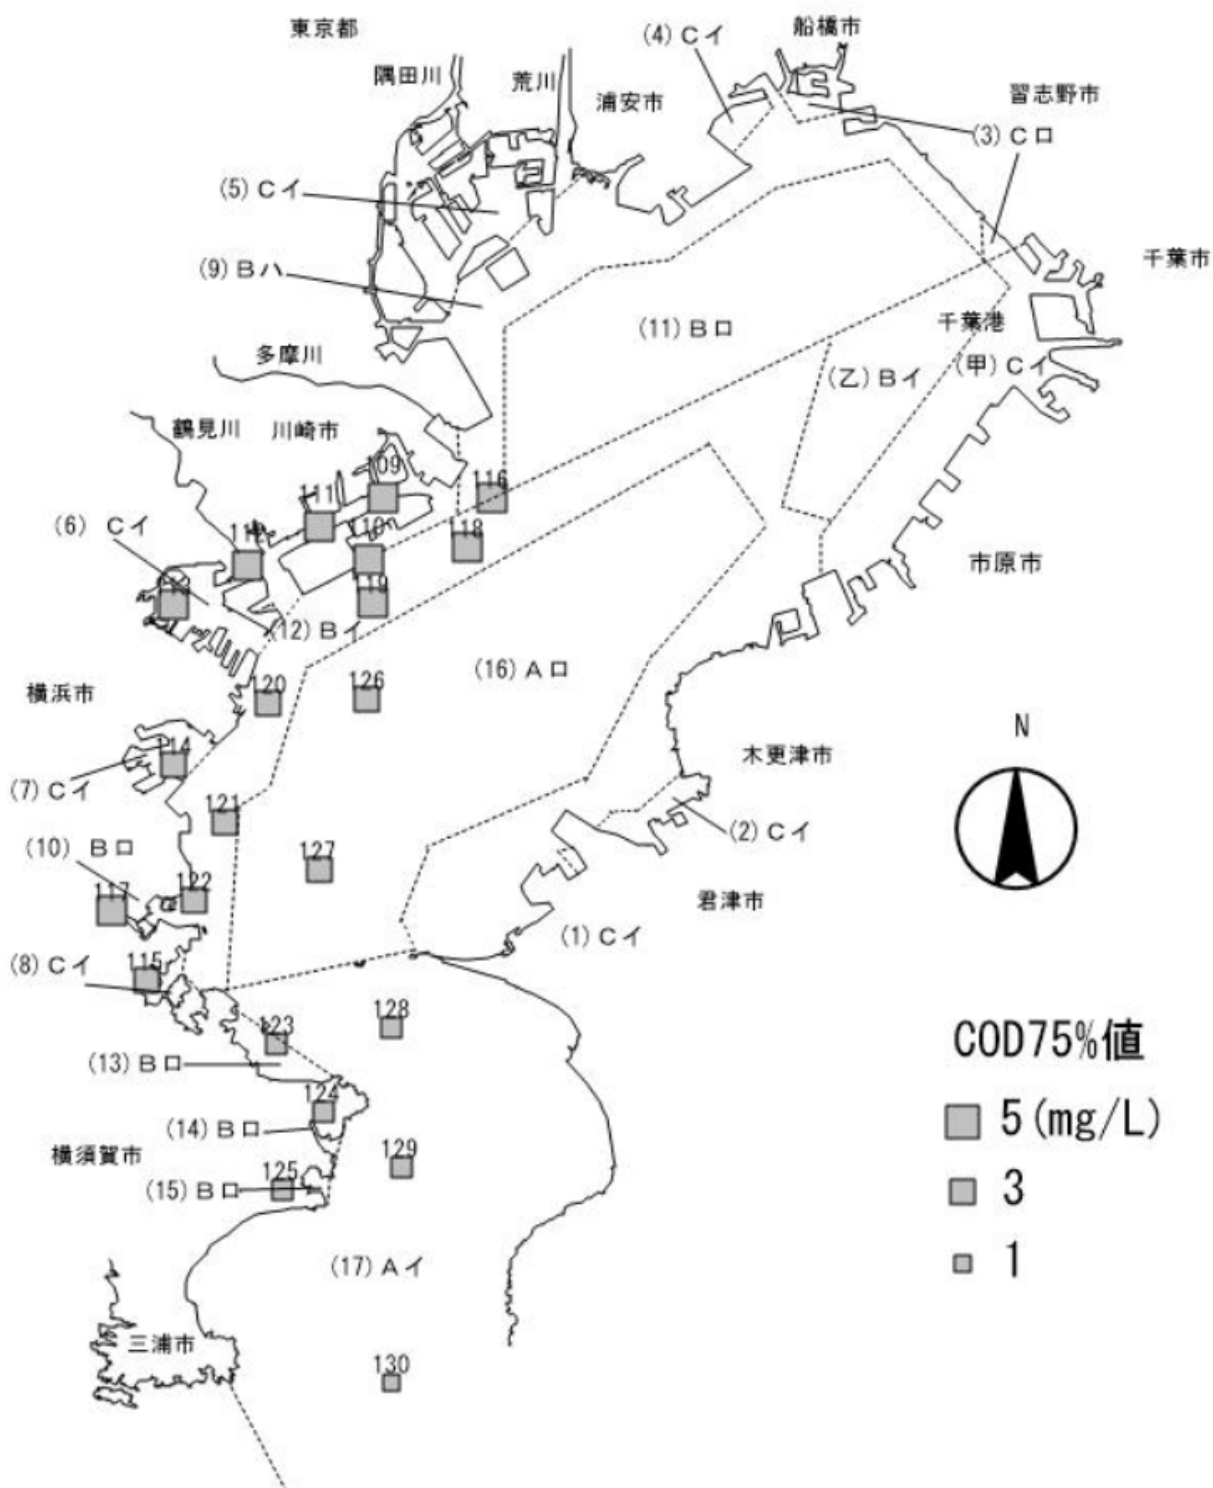 東京都
船橋市
(4) Cイ
隅田川
荒川
浦安市
習志野市
(3) Cロ
(5) Cイ
(9) Bハ
千葉市
(11) Bロ
千葉港
(甲) Cイ
(乙) Bイ
多摩川
鶴見川
川崎市
109
111
116
110
118
(6) Cイ
119
(12) Bイ
市原市
(16) Aロ
横浜市
120
126
N
木更津市
114
(7) Cイ
121
(2) Cイ
(10) Bロ
127
117
122
君津市
(1) Cイ
(8) Cイ
115
128
123
(13) Bロ
COD75%値
124
5 (mg/L)
(14) Bロ
横須賀市
129
125
(15) Bロ
3
(17) Aイ
1
三浦市
130